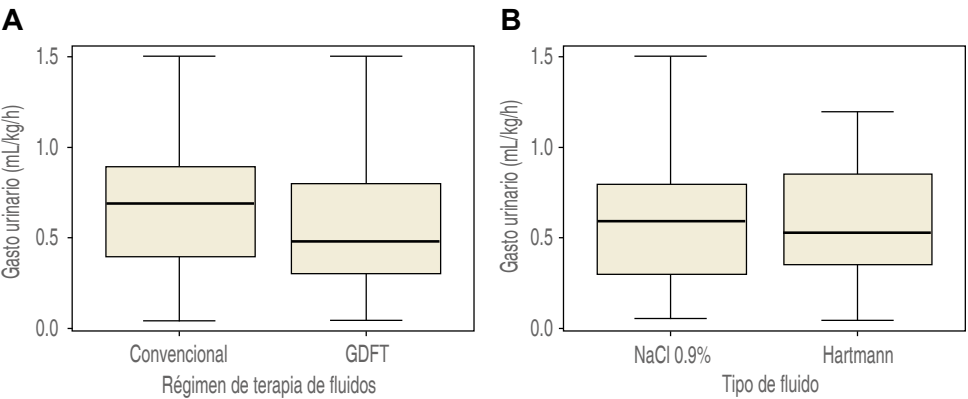 A
Gasto urinario (mL/kg/h)
1.5
1.0
0.5
0.0
Convencional
GDFT
Régimen de terapia de fluidos
B
Gasto urinario (mL/kg/h)
1.5
1.0
0.5
0.0
NaCl 0.9%
Hartmann
Tipo de fluido